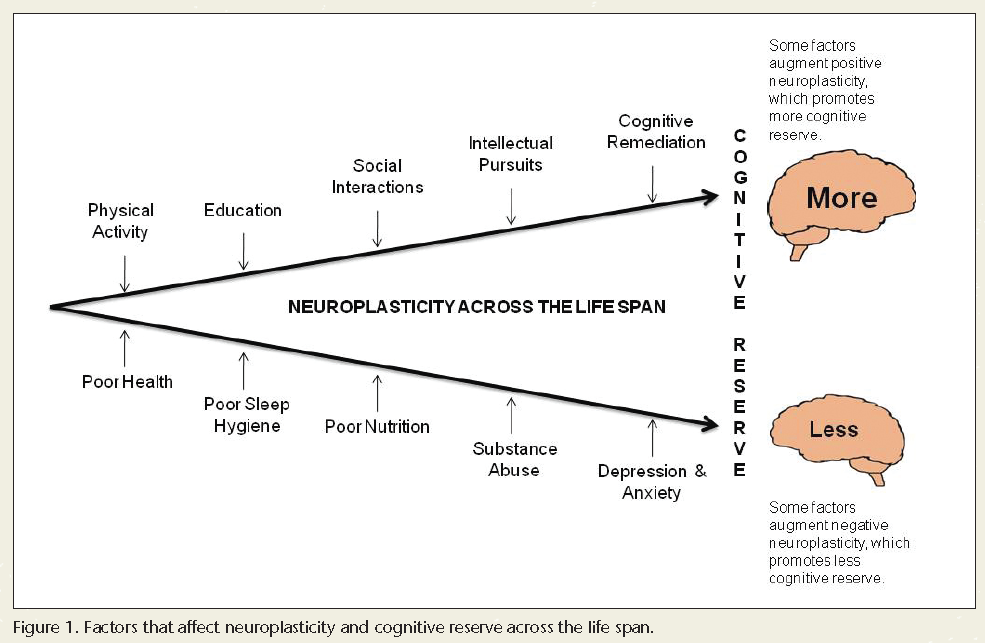 Some factors
augment positive
neuroplasticity,
which promotes
more cognitive
reserve.
Cognitive
Remediation
Intellectual
Pursuits
Social
Interactions
Education
Physical
Activity
More
COGNITIVE RESERVE
NEUROPLASTICITY ACROSS THE LIFE SPAN
Poor Health
Poor Sleep
Hygiene
Poor Nutrition
Substance
Abuse
Depression &
Anxiety
Less
Some factors
augment negative
neuroplasticity, which
promotes less
cognitive reserve.
Figure 1. Factors that affect neuroplasticity and cognitive reserve across the life span.